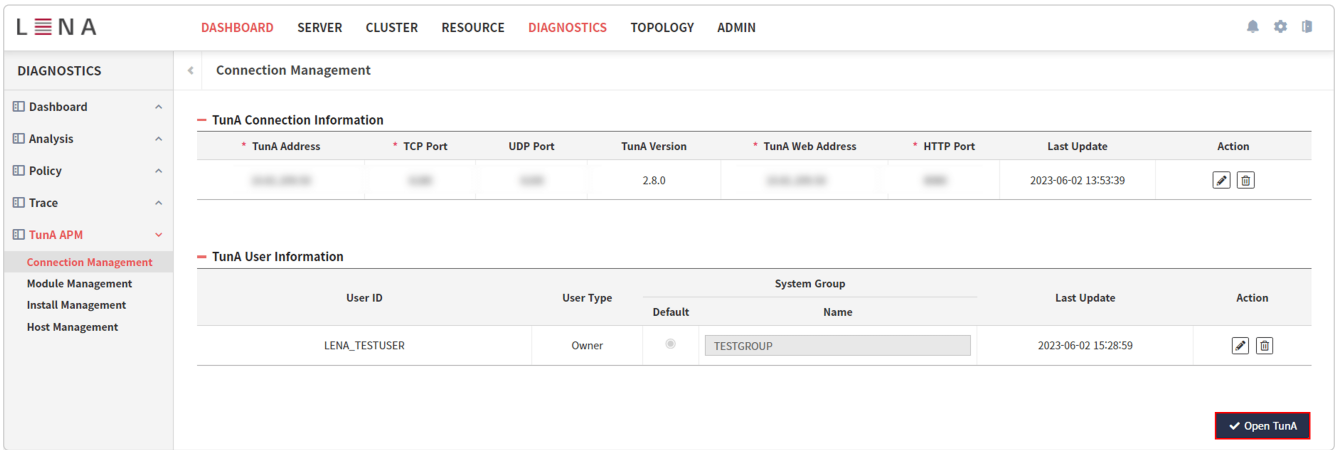 LENA
DASHBOARD SERVER CLUSTER RESOURCE DIAGNOSTICS TOPOLOGY ADMIN
DIAGNOSTICS
Dashboard
Analysis
Policy
Trace
TunA APM
Connection Management
Module Management
Install Management
Host Management
Connection Management
TunA Connection Information
* TunA Address * TCP Port UDP Port TunA Version * TunA Web Address * HTTP Port Last Update Action
2.8.0 2023-06-02 13:53:39
TunA User Information
User ID User Type System Group Last Update Action
Default Name
LENA_TESTUSER Owner TESTGROUP 2023-06-02 15:28:59
Open TunA